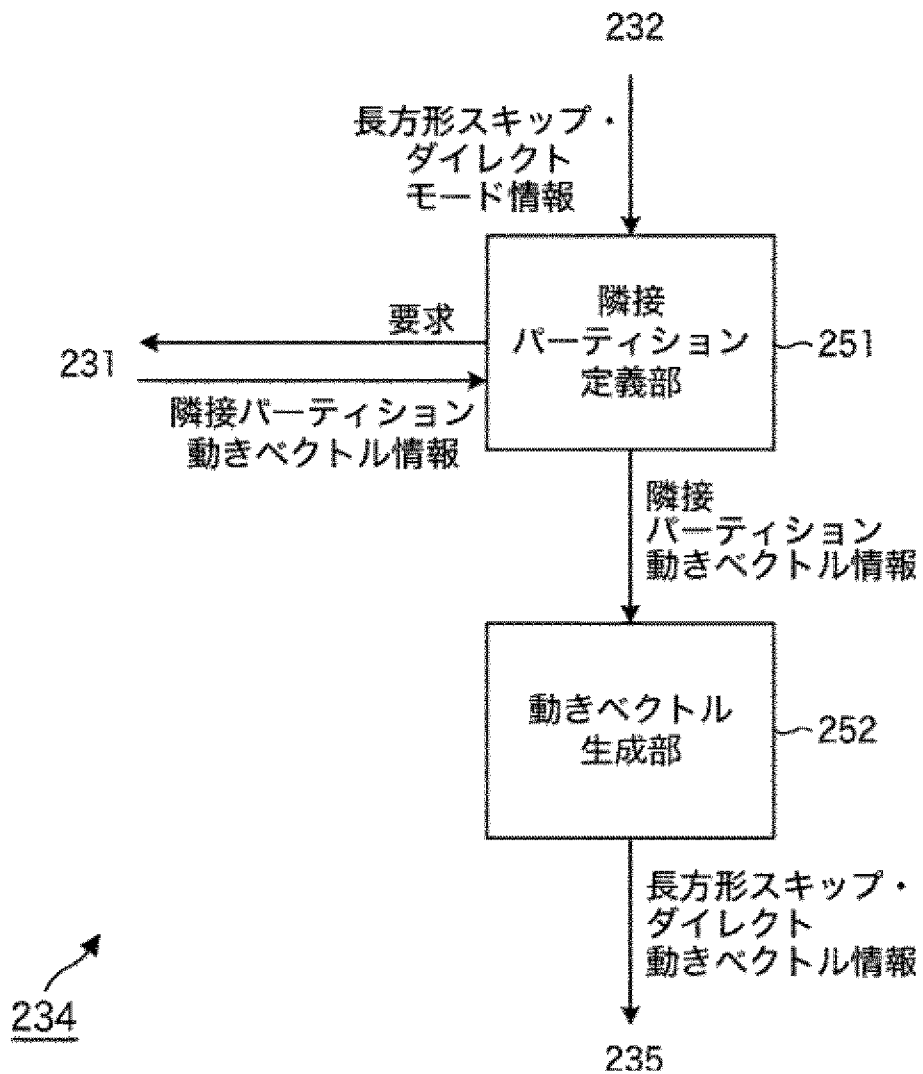 232
長方形スキップ・
ダイレクト
モード情報
要求
隣接
パーティション
定義部
251
231
隣接パーティション
動きベクトル情報
隣接
パーティション
動きベクトル情報
動きベクトル
生成部
252
長方形スキップ・
ダイレクト
動きベクトル情報
234
235